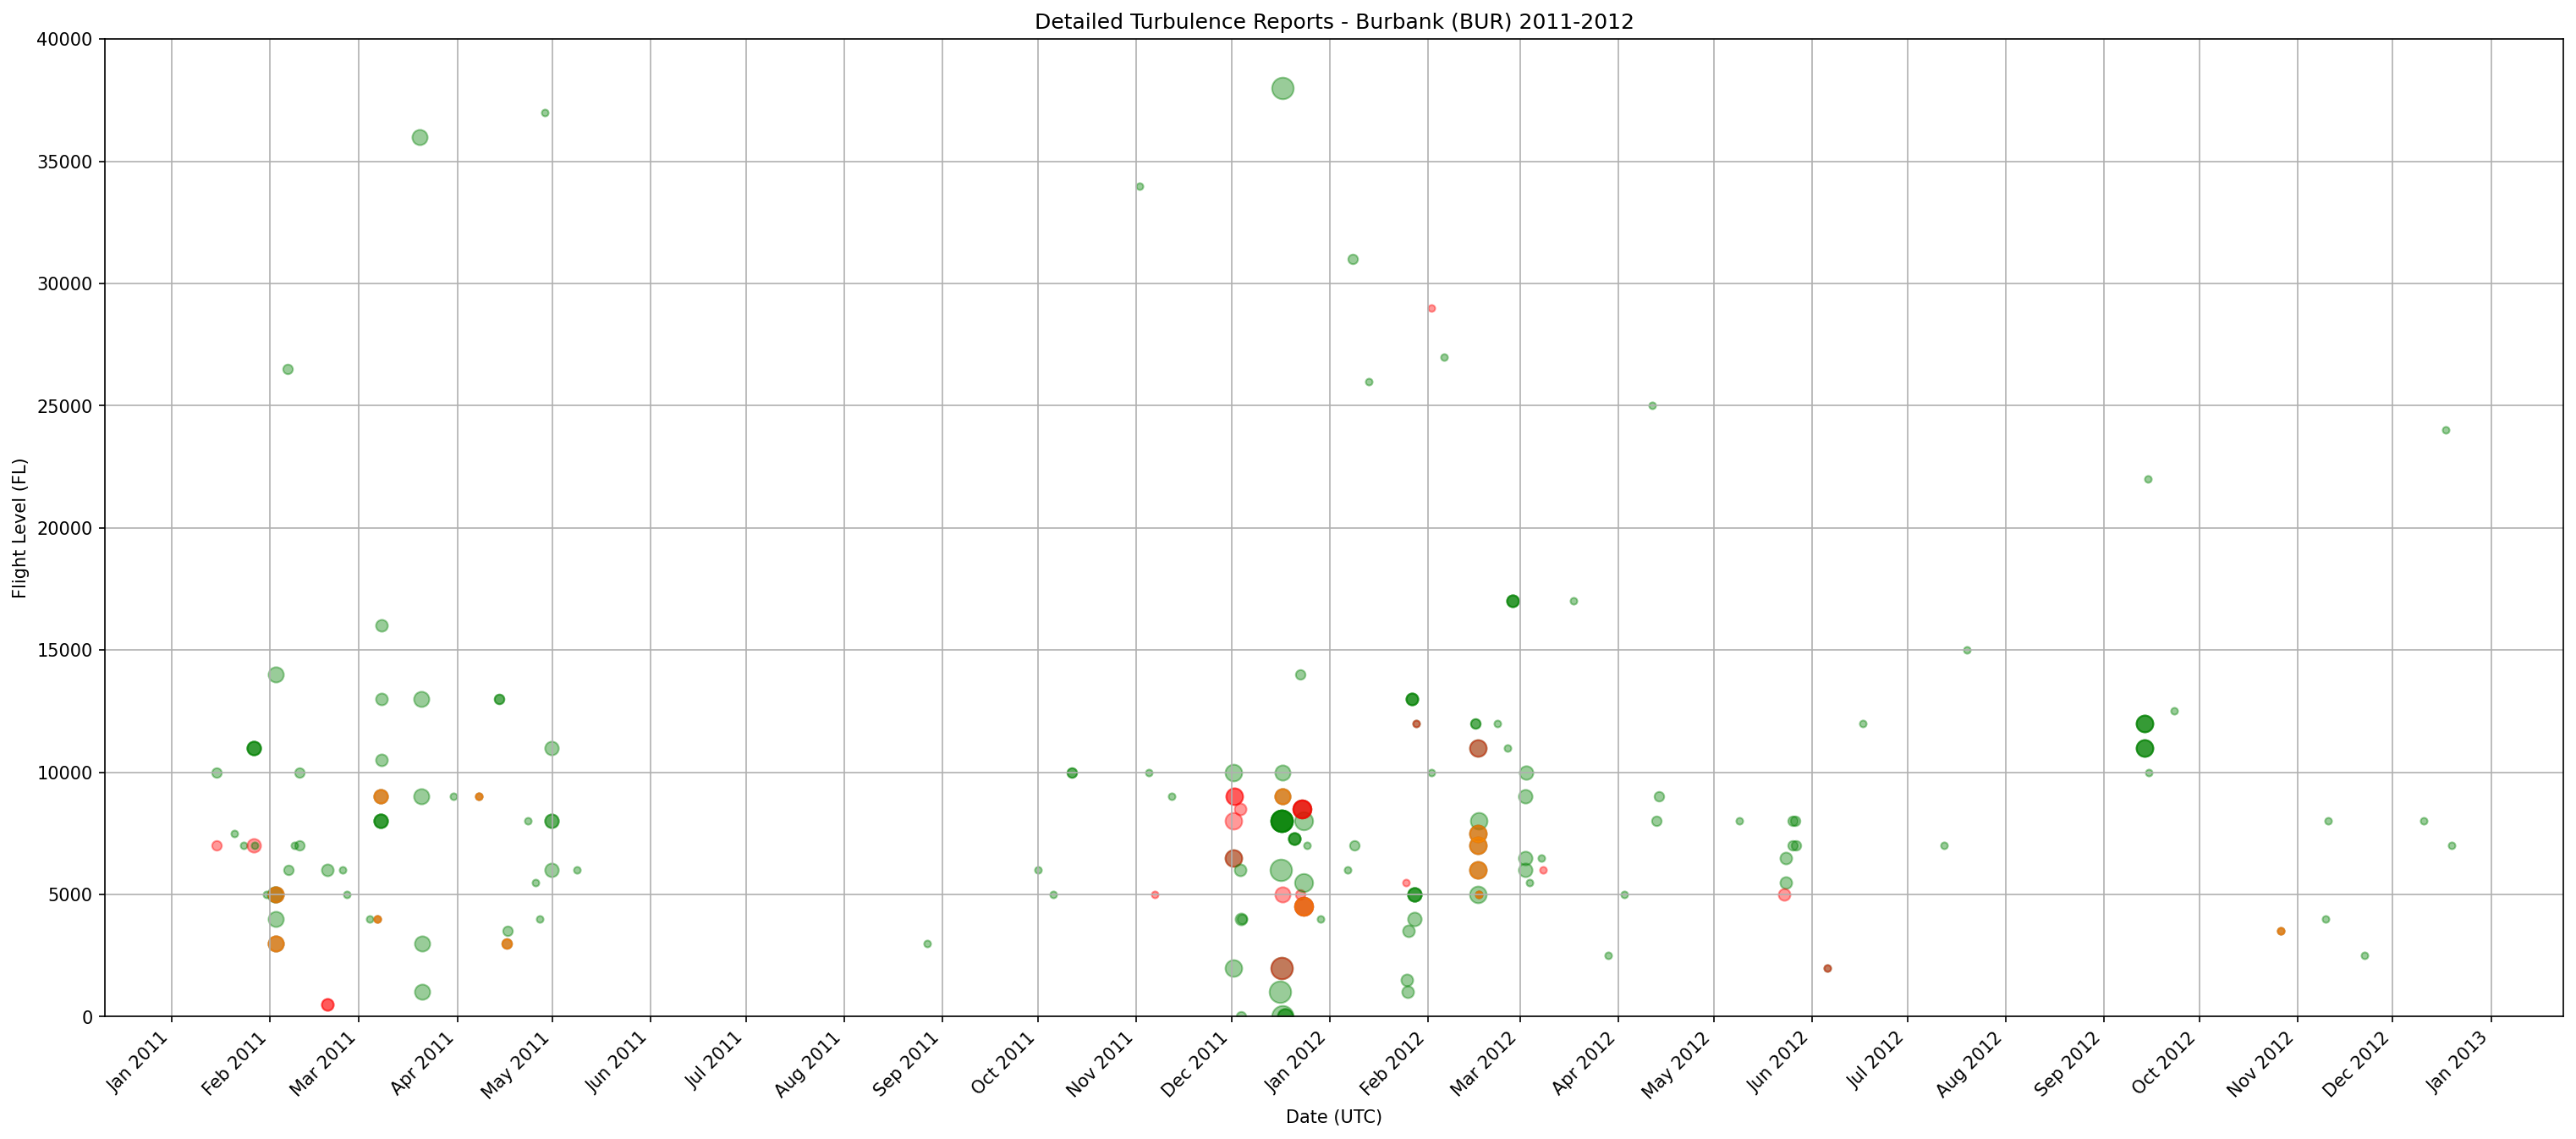 Detailed Turbulence Reports - Burbank (BUR) 2011-2012
Flight Level (FL)
40000
35000
30000
25000
20000
15000
10000
5000
0
Jan 2011
Feb 2011
Mar 2011
Apr 2011
May 2011
Jun 2011
Jul 2011
Aug 2011
Sep 2011
Oct 2011
Nov 2011
Dec 2011
Jan 2012
Feb 2012
Mar 2012
Apr 2012
May 2012
Jun 2012
Jul 2012
Aug 2012
Sep 2012
Oct 2012
Nov 2012
Dec 2012
Jan 2013
Date (UTC)